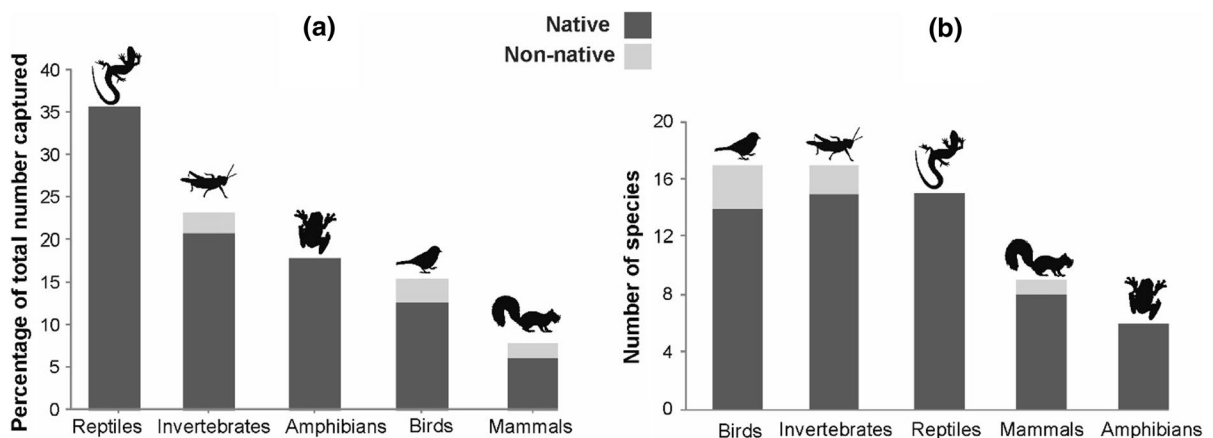 (a)
Native
Non-native
(b)
Percentage of total number captured
40
35
30
25
20
15
10
5
0
Reptiles Invertebrates Amphibians Birds Mammals
Number of species
20
16
12
8
4
0
Birds Invertebrates Reptiles Mammals Amphibians